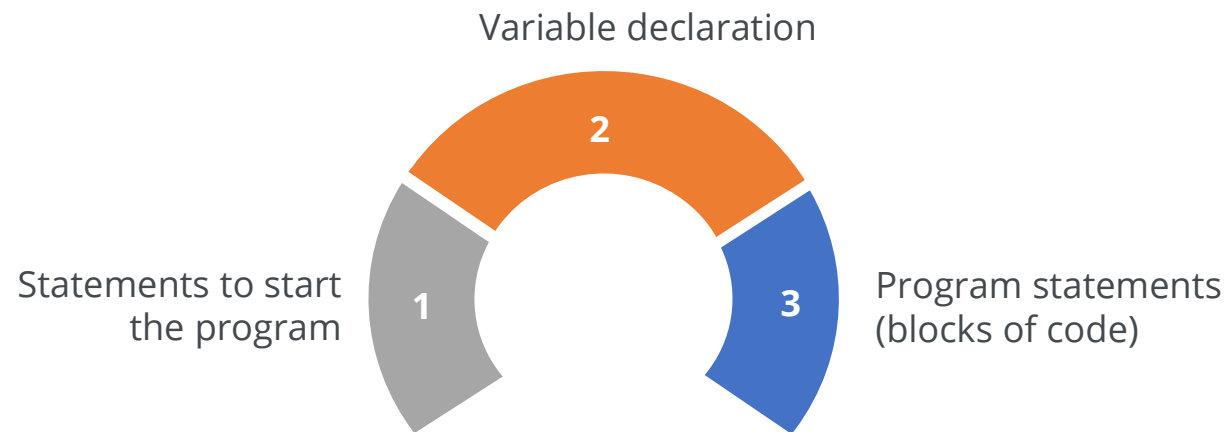 Variable declaration
2
Statements to start
the program
1
3
Program statements
(blocks of code)